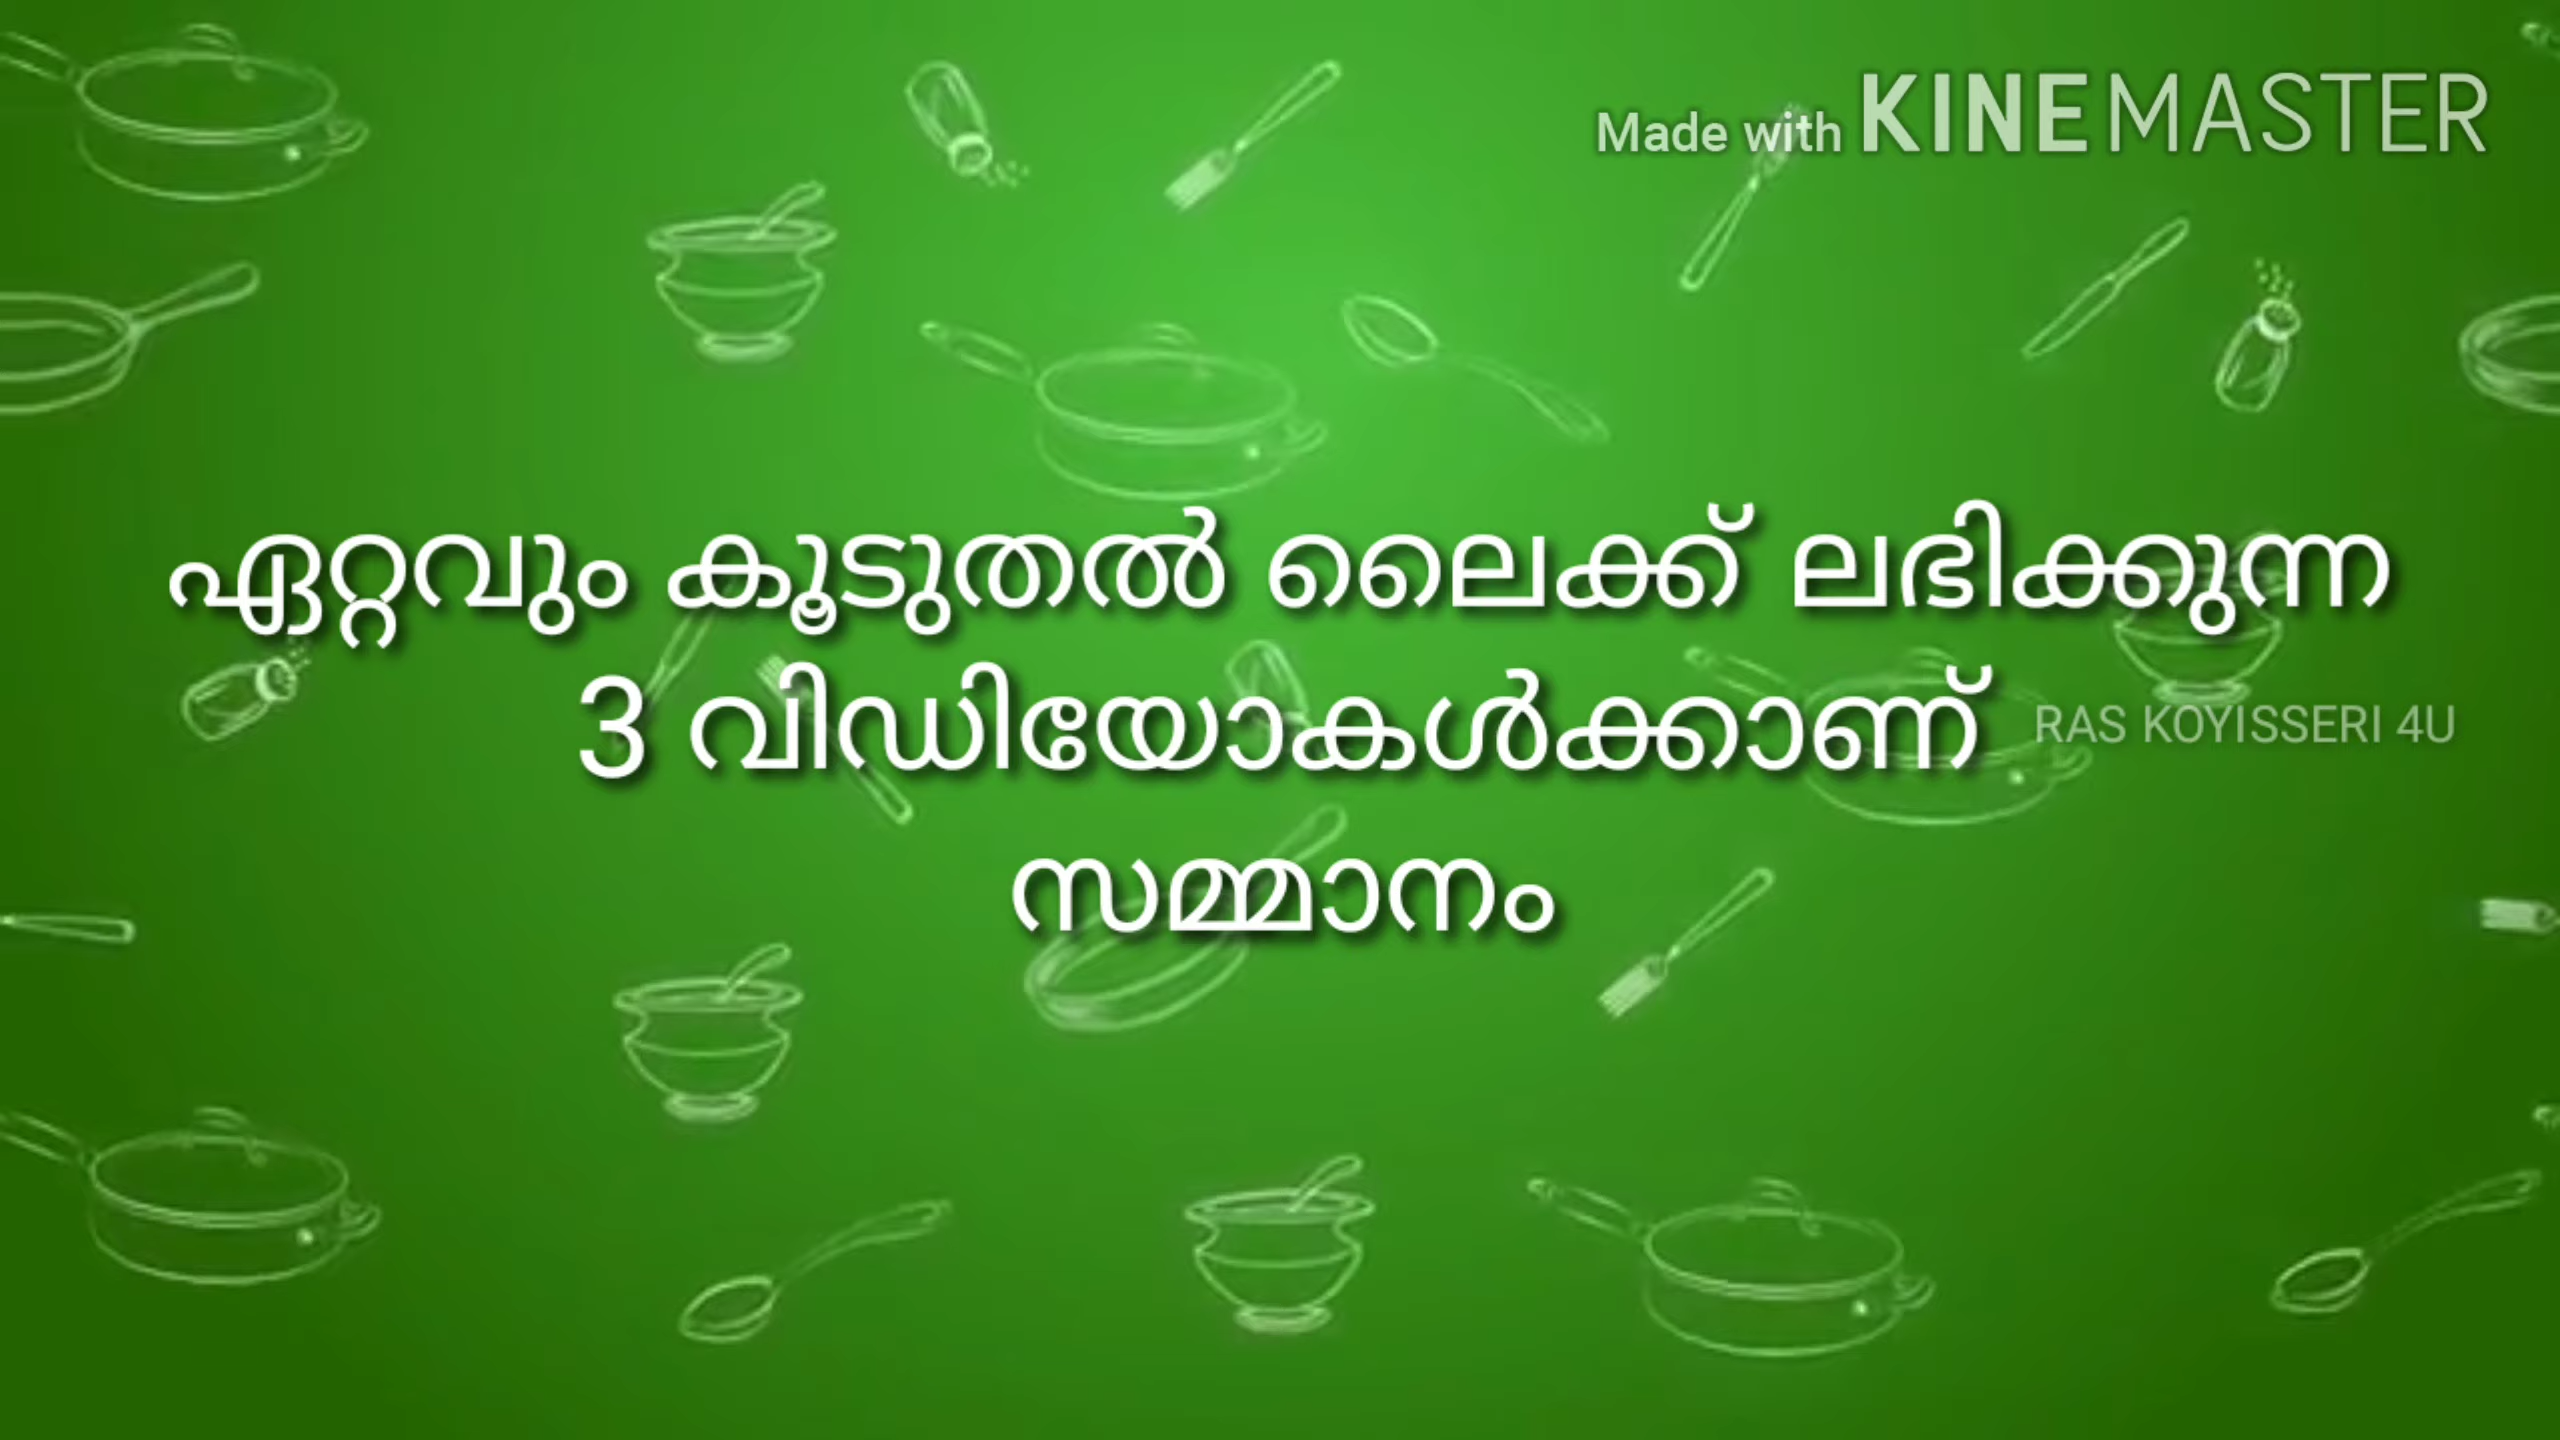 Made with KINEMASTER
ഏറ്റവും കൂടുതൽ ലൈക്ക് ലഭിക്കുന്ന
3 വിഡിയോകൾക്കാണ്
RAS KOYISSERI 4U
സമ്മാനം